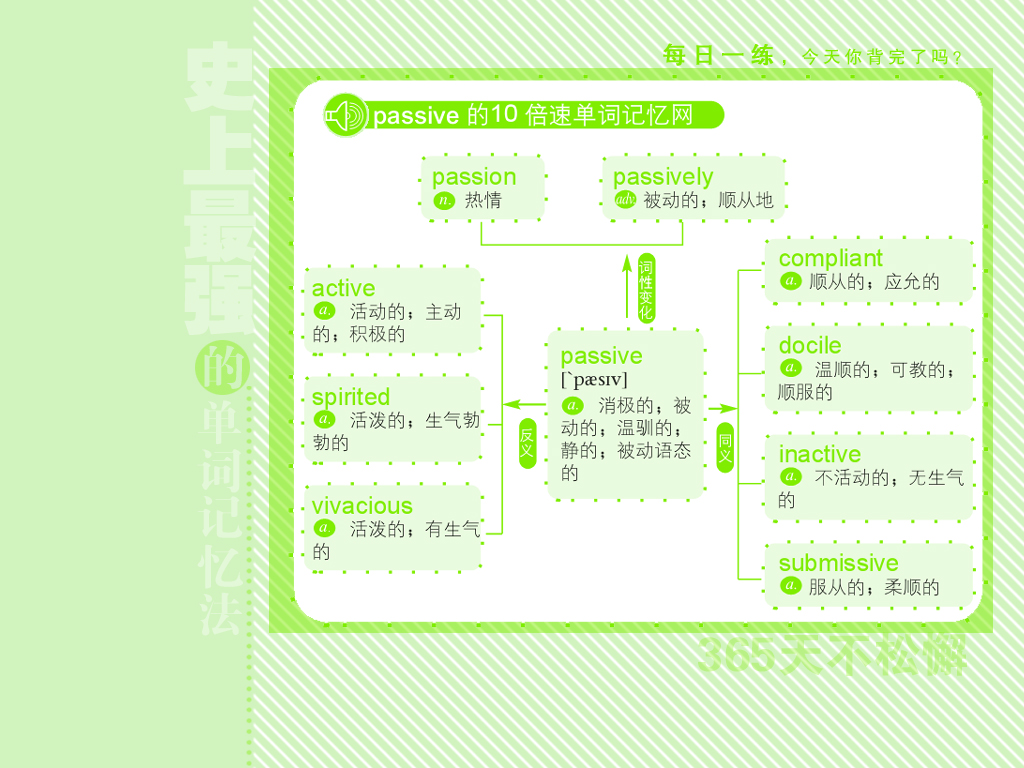 史上最强的单词记忆法
每日一练，今天你背完了吗？
passive 的10 倍速单词记忆网
passion
n. 热情
passively
adv. 被动的；顺从地
词性变化
active
a. 活动的；主动
的；积极的
spirited
a. 活泼的；生气勃
勃的
vivacious
a. 活泼的；有生气
的
反义
passive
[`pæsɪv]
a. 消极的；被
动的；温驯的；
静的；被动语态
的
同义
compliant
a. 顺从的；应允的
docile
a. 温顺的；可教的；
顺服的
inactive
a. 不活动的；无生气
的
submissive
a. 服从的；柔顺的
365天不松懈